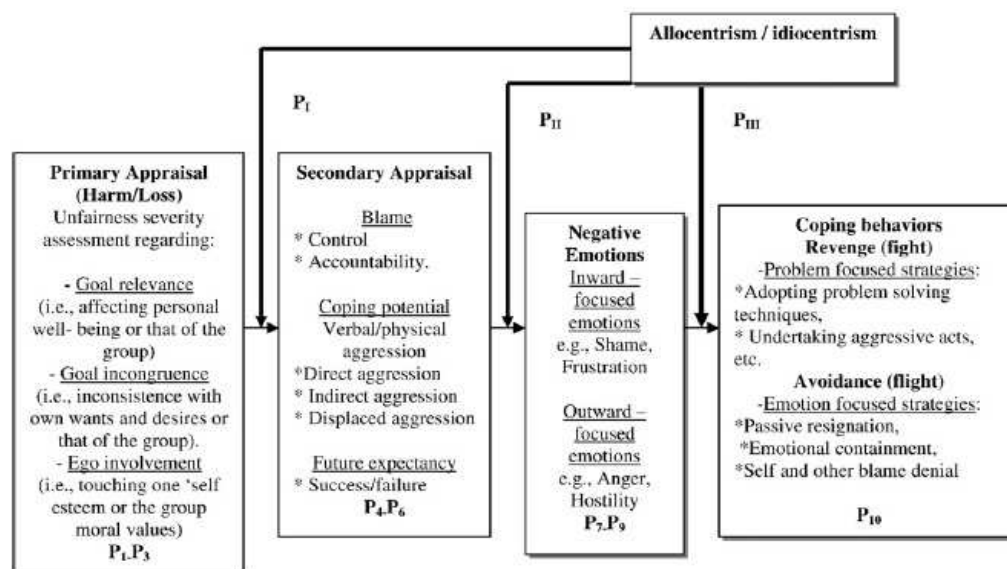 Allocentrism / idiocentrism
P_I
P_II
P_III
Primary Appraisal
(Harm/Loss)
Unfairness severity
assessment regarding:
- Goal relevance
(i.e., affecting personal
well- being or that of the
group)
- Goal incongruence
(i.e., inconsistence with
own wants and desires or
that of the group).
- Ego involvement
(i.e., touching one ‘self
esteem or the group
moral values)
P1-P3
Secondary Appraisal
Blame
* Control
* Accountability.
Coping potential
Verbal/physical
aggression
*Direct aggression
* Indirect aggression
* Displaced aggression
Future expectancy
* Success/failure
P4-P6
Negative
Emotions
Inward –
focused
emotions
e.g., Shame,
Frustration
Outward –
focused
emotions
e.g., Anger,
Hostility
P7-P9
Coping behaviors
Revenge (fight)
-Problem focused strategies:
*Adopting problem solving
techniques,
* Undertaking aggressive acts,
etc.
Avoidance (flight)
-Emotion focused strategies:
*Passive resignation,
*Emotional containment,
*Self and other blame denial
P10